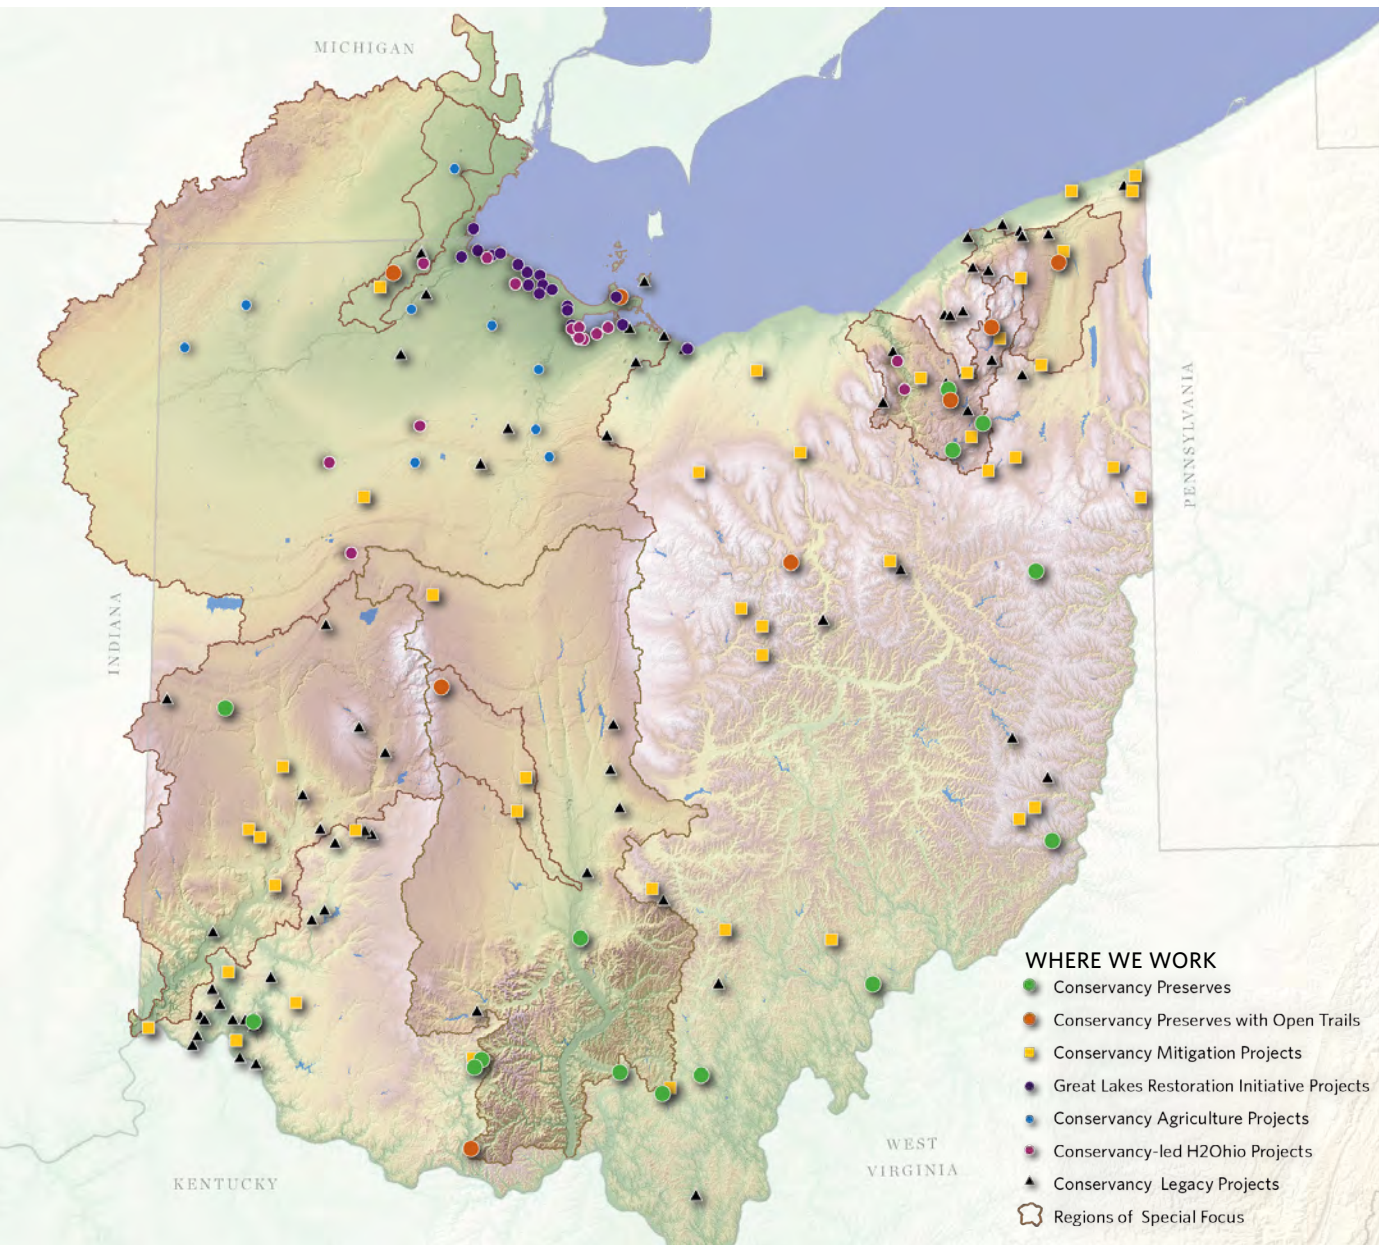 MICHIGAN
PENNSYLVANIA
INDIANA
WHERE WE WORK
Conservancy Preserves
Conservancy Preserves with Open Trails
Conservancy Mitigation Projects
Great Lakes Restoration Initiative Projects
Conservancy Agriculture Projects
Conservancy-led H2Ohio Projects
Conservancy Legacy Projects
Regions of Special Focus
WEST
VIRGINIA
KENTUCKY